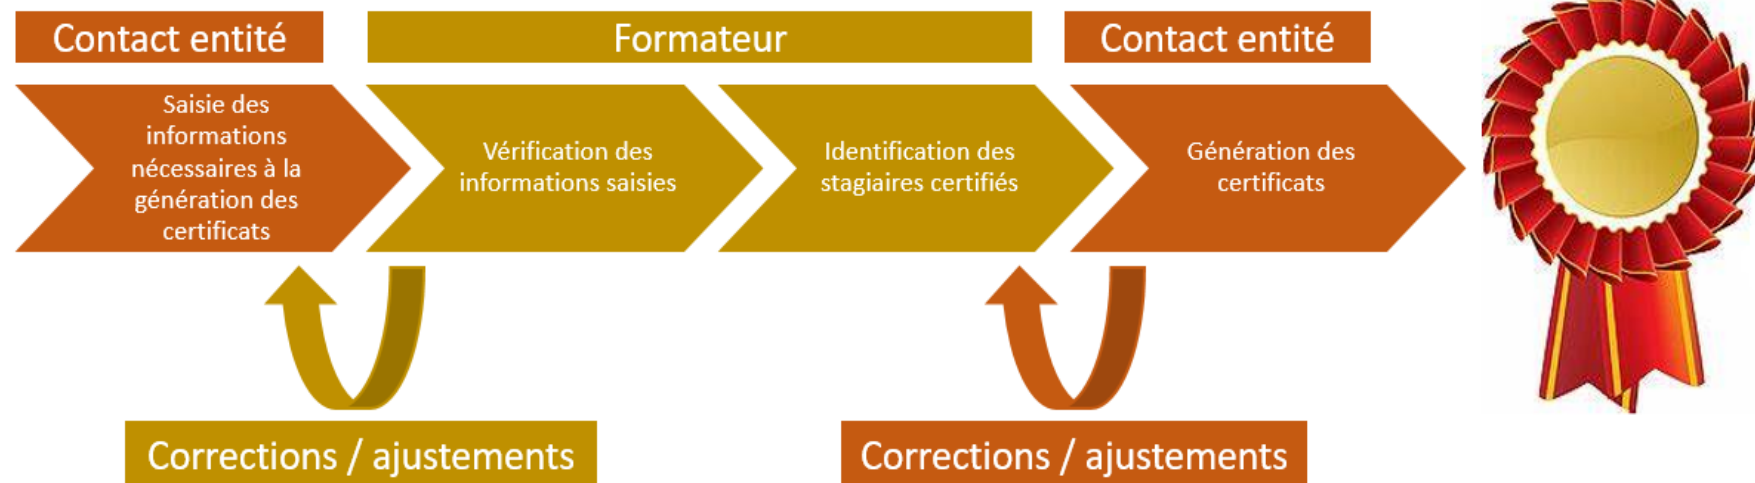 Contact entité
Formateur
Contact entité
Saisie des
informations
nécessaires à la
génération des
certificats
Vérification des
informations saisies
Identification des
stagiaires certifiés
Génération des
certificats
Corrections / ajustements
Corrections / ajustements